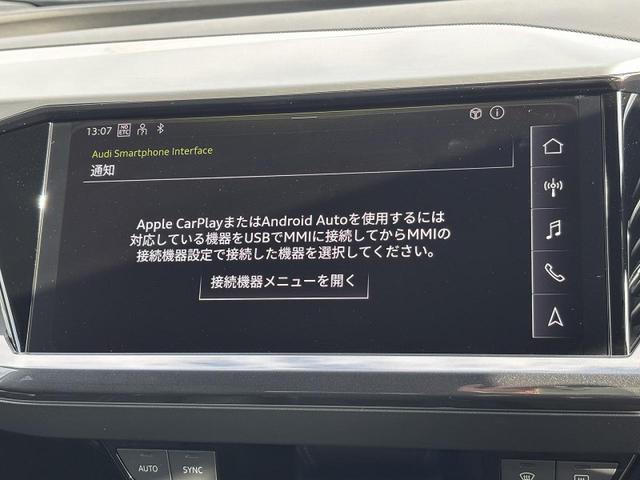 13:07 NO ETC
Audi Smartphone Interface
通知
Apple CarPlayまたはAndroid Autoを使用するには
対応している機器をUSBでMMIに接続してからMMIの
接続機器設定で接続した機器を選択してください。
接続機器メニューを開く
AUTO SYNC